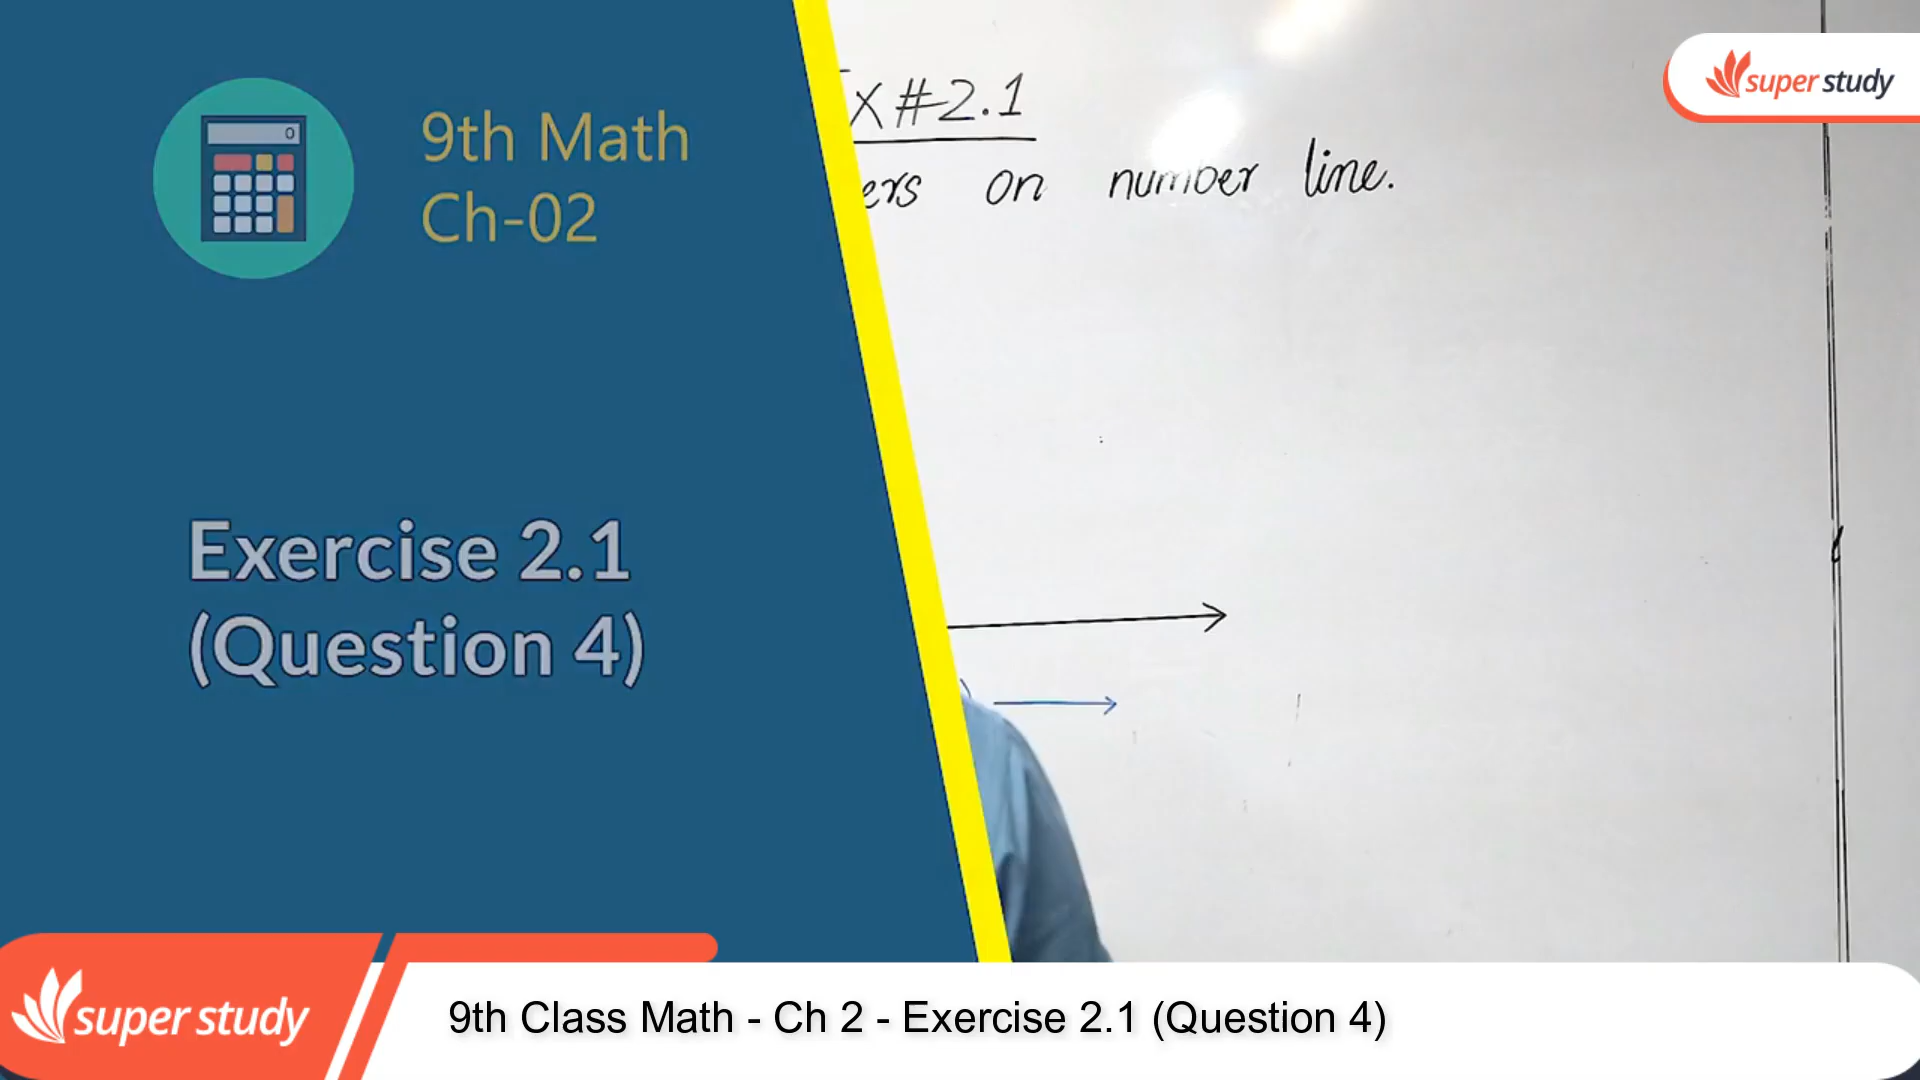 0
9th Math
Ch-02
Exercise 2.1
(Question 4)
x #2.1
ers on number line.
super study
super study
9th Class Math - Ch 2 - Exercise 2.1 (Question 4)